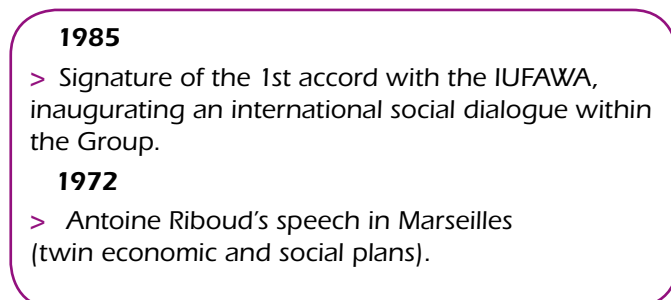 1985
> Signature of the 1st accord with the IUFAWA,
inaugurating an international social dialogue within
the Group.
1972
> Antoine Riboud's speech in Marseilles
(twin economic and social plans).